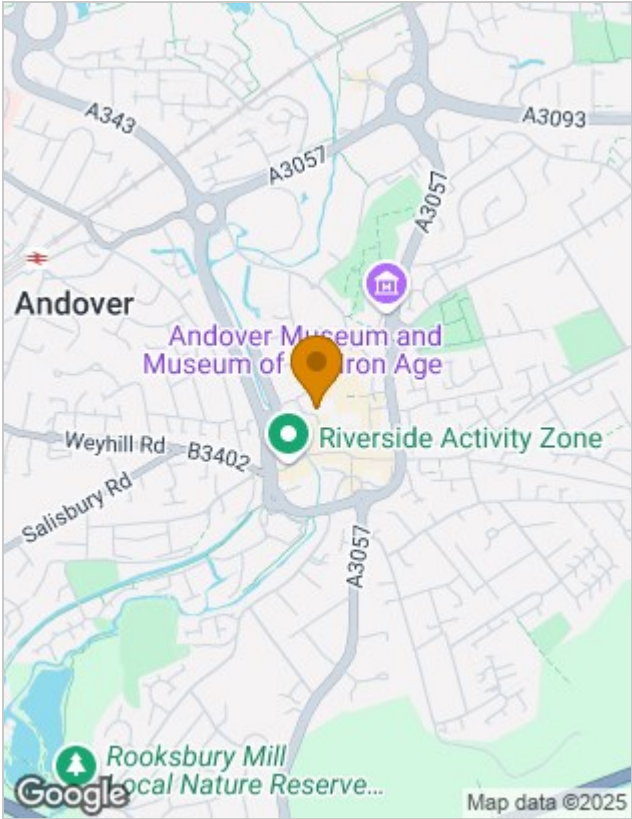 A343
A3093
A3057
A3057
Andover
Andover Museum and
Museum of Iron Age
Riverside Activity Zone
Weyhill Rd
B3402
Salisbury Rd
A3057
Rooksbury Mill
Local Nature Reserve...
Google
Map data ©2025